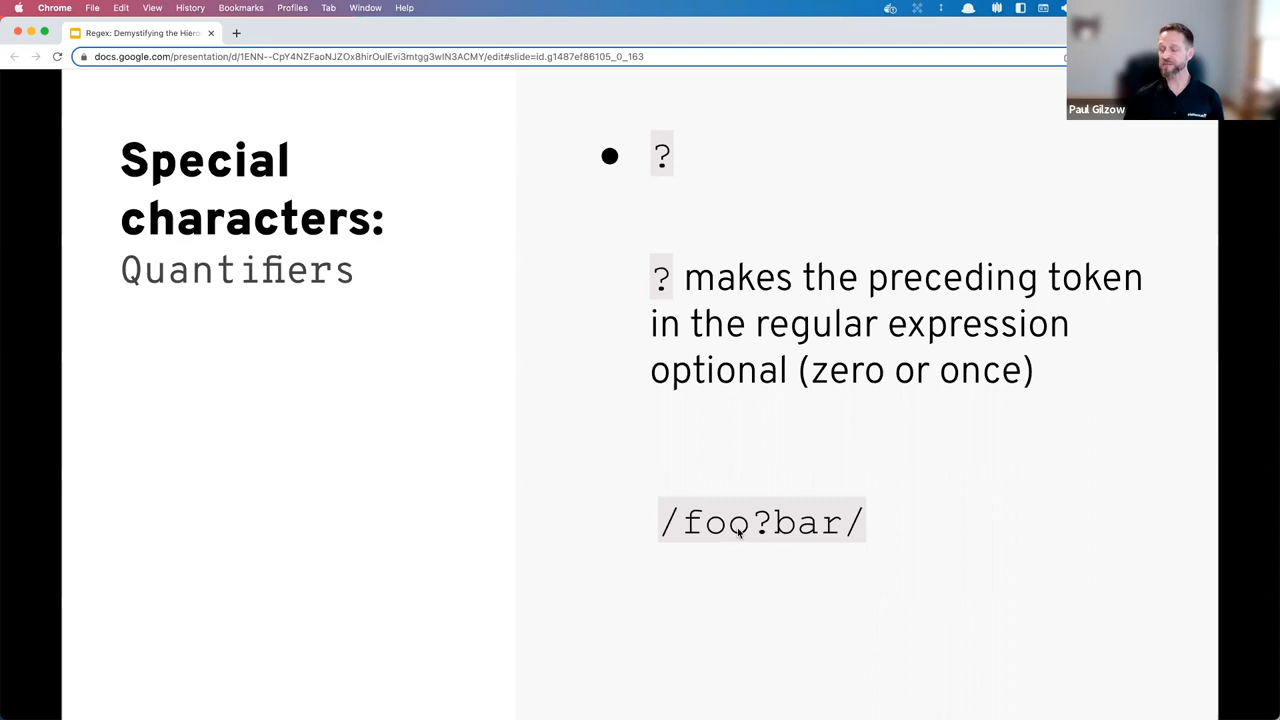 Chrome File Edit View History Bookmarks Profiles Tab Window Help
Regex: Demystifying the Hiero
docs.google.com/presentation/d/1ENN--CpY4NZFaoNJZOx8hirOulEvi3mtgg3wIN3ACMY/edit#slide=id.g1487ef86105_0_163
Paul Gilzow
Special
characters:
Quantifiers
?
? makes the preceding token
in the regular expression
optional (zero or once)
/foo?bar/